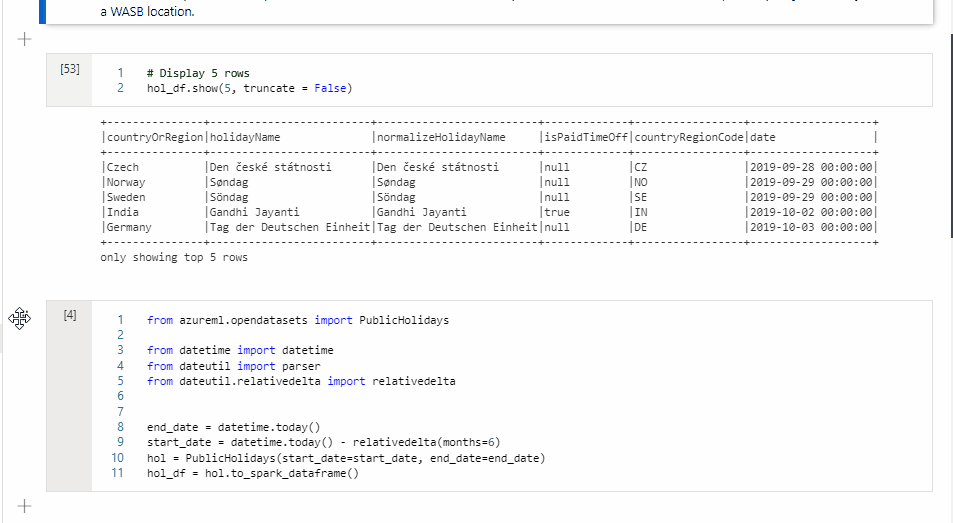 a WASB location.
[53]
1 # Display 5 rows
2 hol_df.show(5, truncate = False)
+---------------+------------------------+------------------------+-------------+-----------------+-------------------+
|countryOrRegion|holidayName |normalizeHolidayName |isPaidTimeOff|countryRegionCode|date |
+---------------+------------------------+------------------------+-------------+-----------------+-------------------+
|Czech |Den české státnosti |Den české státnosti |null |CZ |2019-09-28 00:00:00|
|Norway |Søndag |Søndag |null |NO |2019-09-29 00:00:00|
|Sweden |Söndag |Söndag |null |SE |2019-09-29 00:00:00|
|India |Gandhi Jayanti |Gandhi Jayanti |true |IN |2019-10-02 00:00:00|
|Germany |Tag der Deutschen Einheit|Tag der Deutschen Einheit|null |DE |2019-10-03 00:00:00|
+---------------+------------------------+------------------------+-------------+-----------------+-------------------+
only showing top 5 rows
[4]
1 from azureml.opendatasets import PublicHolidays
2
3 from datetime import datetime
4 from dateutil import parser
5 from dateutil.relativedelta import relativedelta
6
7
8 end_date = datetime.today()
9 start_date = datetime.today() - relativedelta(months=6)
10 hol = PublicHolidays(start_date=start_date, end_date=end_date)
11 hol_df = hol.to_spark_dataframe()